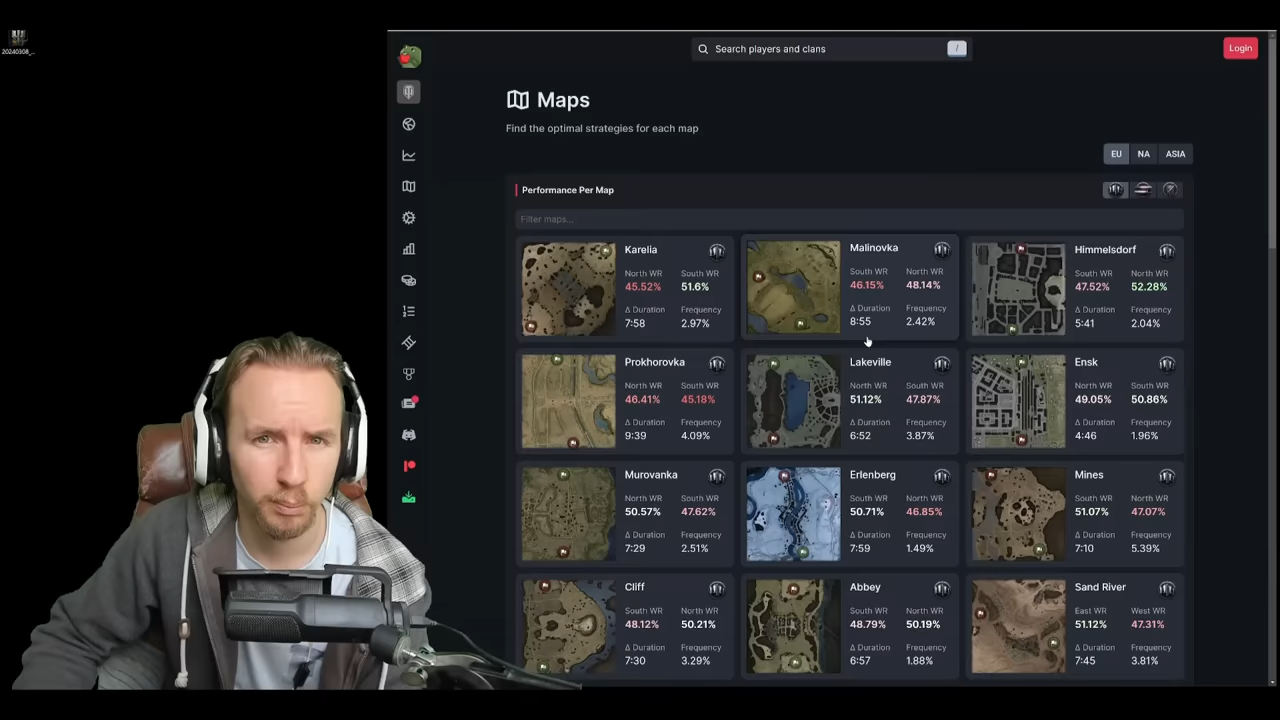 20240308_...
Search players and clans
/
Login
Maps
Find the optimal strategies for each map
EU NA ASIA
Performance Per Map
Filter maps...
Karelia
North WR South WR
45.52% 51.6%
Δ Duration Frequency
7:58 2.97%
Malinovka
South WR North WR
46.15% 48.14%
Δ Duration Frequency
8:55 2.42%
Himmelsdorf
South WR North WR
47.52% 52.28%
Δ Duration Frequency
5:41 2.04%
Prokhorovka
North WR South WR
46.41% 45.18%
Δ Duration Frequency
9:39 4.09%
Lakeville
North WR South WR
51.12% 47.87%
Δ Duration Frequency
6:52 3.87%
Ensk
North WR South WR
49.05% 50.86%
Δ Duration Frequency
4:46 1.96%
Murovanka
North WR South WR
50.57% 47.62%
Δ Duration Frequency
7:29 2.51%
Erlenberg
South WR North WR
50.71% 46.85%
Δ Duration Frequency
7:59 1.49%
Mines
South WR North WR
51.07% 47.07%
Δ Duration Frequency
7:10 5.39%
Cliff
South WR North WR
48.12% 50.21%
Δ Duration Frequency
7:30 3.29%
Abbey
South WR North WR
48.79% 50.19%
Δ Duration Frequency
6:57 1.88%
Sand River
East WR West WR
51.12% 47.31%
Δ Duration Frequency
7:45 3.81%